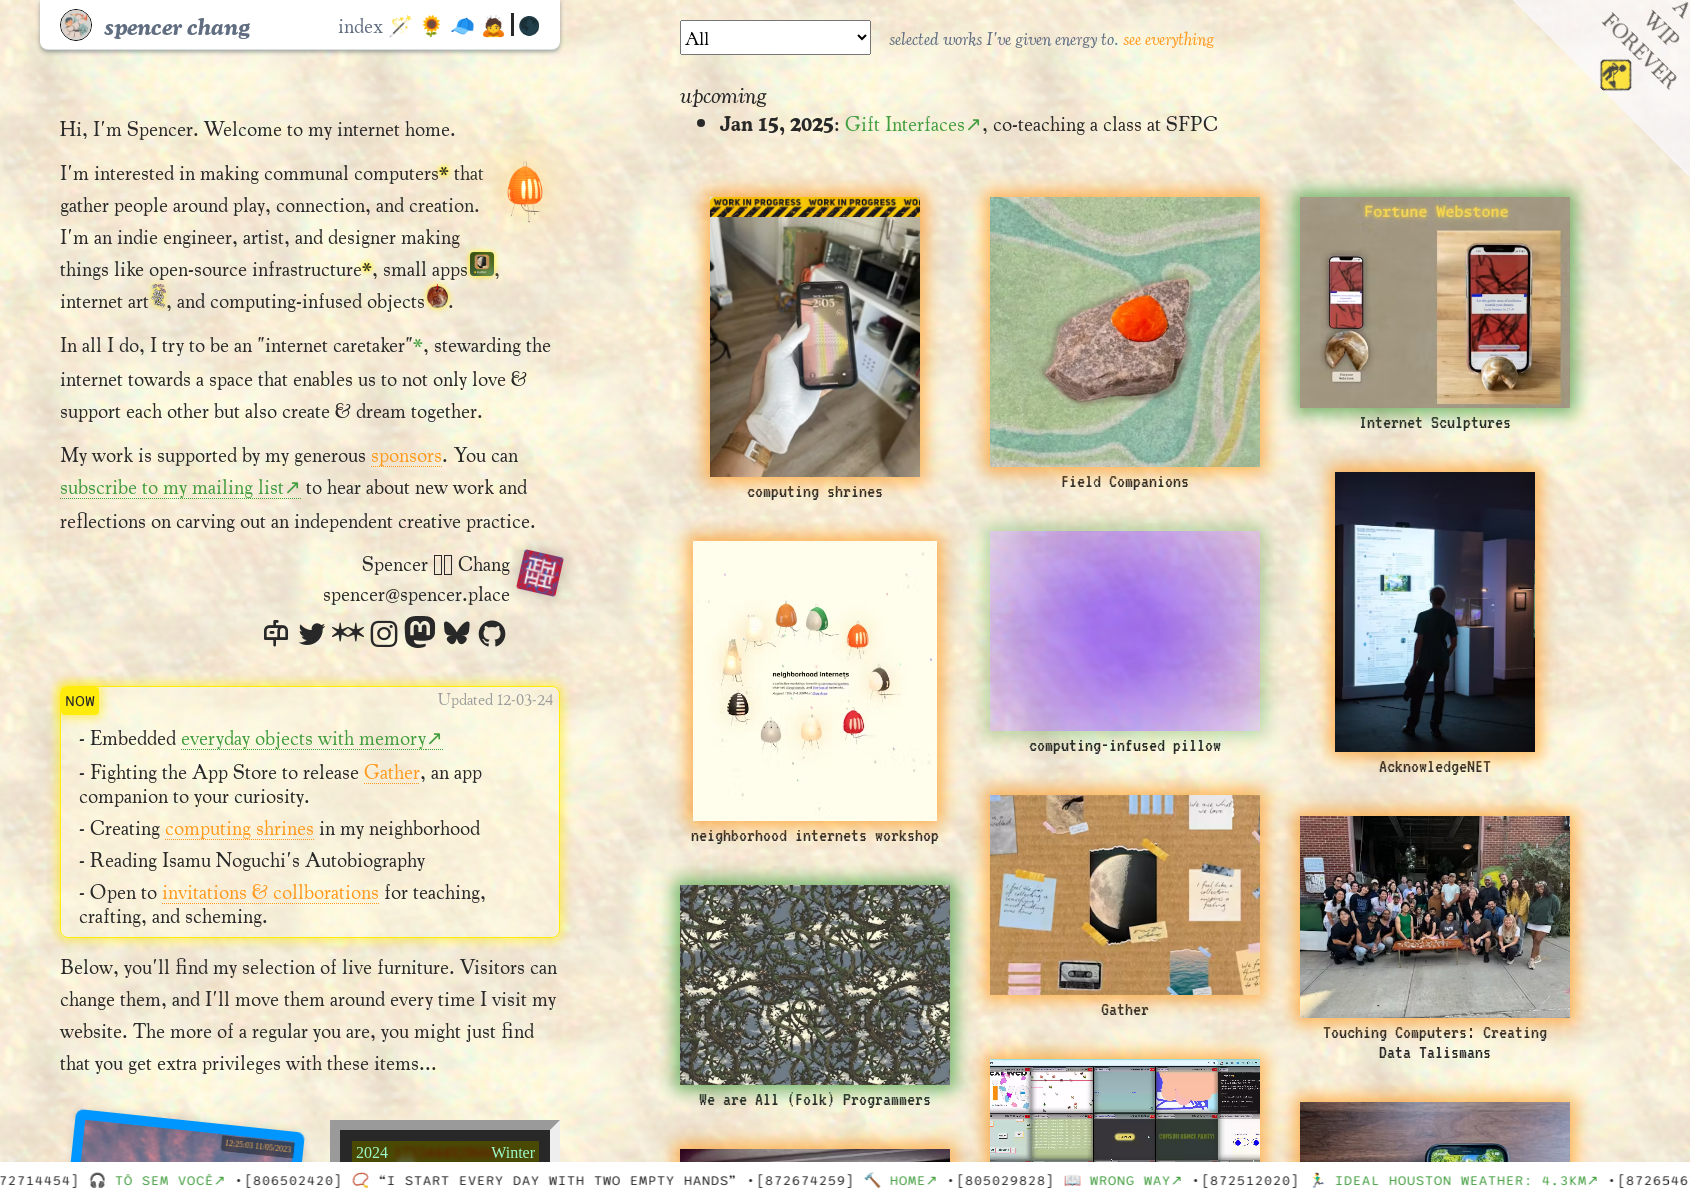 spencer chang
index
All
selected works I've given energy to. see everything
A
WIP
FOREVER
Hi, I'm Spencer. Welcome to my internet home.
I'm interested in making communal computers* that
gather people around play, connection, and creation.
I'm an indie engineer, artist, and designer making
things like open-source infrastructure*, small apps,
internet art, and computing-infused objects.
In all I do, I try to be an "internet caretaker"*, stewarding the
internet towards a space that enables us to not only love &
support each other but also create & dream together.
My work is supported by my generous sponsors. You can
subscribe to my mailing list↗ to hear about new work and
reflections on carving out an independent creative practice.
Spencer Chang
spencer@spencer.place
NOW
Updated 12-03-24
- Embedded everyday objects with memory↗
- Fighting the App Store to release Gather, an app
companion to your curiosity.
- Creating computing shrines in my neighborhood
- Reading Isamu Noguchi's Autobiography
- Open to invitations & collborations for teaching,
crafting, and scheming.
Below, you'll find my selection of live furniture. Visitors can
change them, and I'll move them around every time I visit my
website. The more of a regular you are, you might just find
that you get extra privileges with these items...
12:25:03 11/05/2023
2024 Winter
upcoming
• Jan 15, 2025: Gift Interfaces↗, co-teaching a class at SFPC
WORK IN PROGRESS WORK IN PROGRESS WO
2:05
computing shrines
Field Companions
Fortune Webstone
Internet Sculptures
neighborhood internets
neighborhood internets workshop
computing-infused pillow
AcknowledgeNET
We are All (Folk) Programmers
Gather
Touching Computers: Creating
Data Talismans
72714454] TÔ SEM VOCÊ↗ •[806502420] "I START EVERY DAY WITH TWO EMPTY HANDS" •[872674259] HOME↗ •[805029828] WRONG WAY↗ •[872512020] IDEAL HOUSTON WEATHER: 4.3KM↗ •[8726546